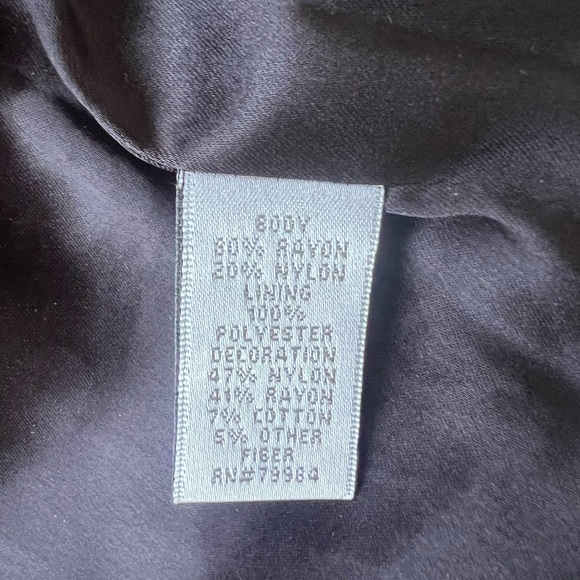 BODY
80% RAYON
20% NYLON
LINING
100%
POLYESTER
DECORATION
47% NYLON
41% RAYON
7% COTTON
5% OTHER
FIBER
RN#79984